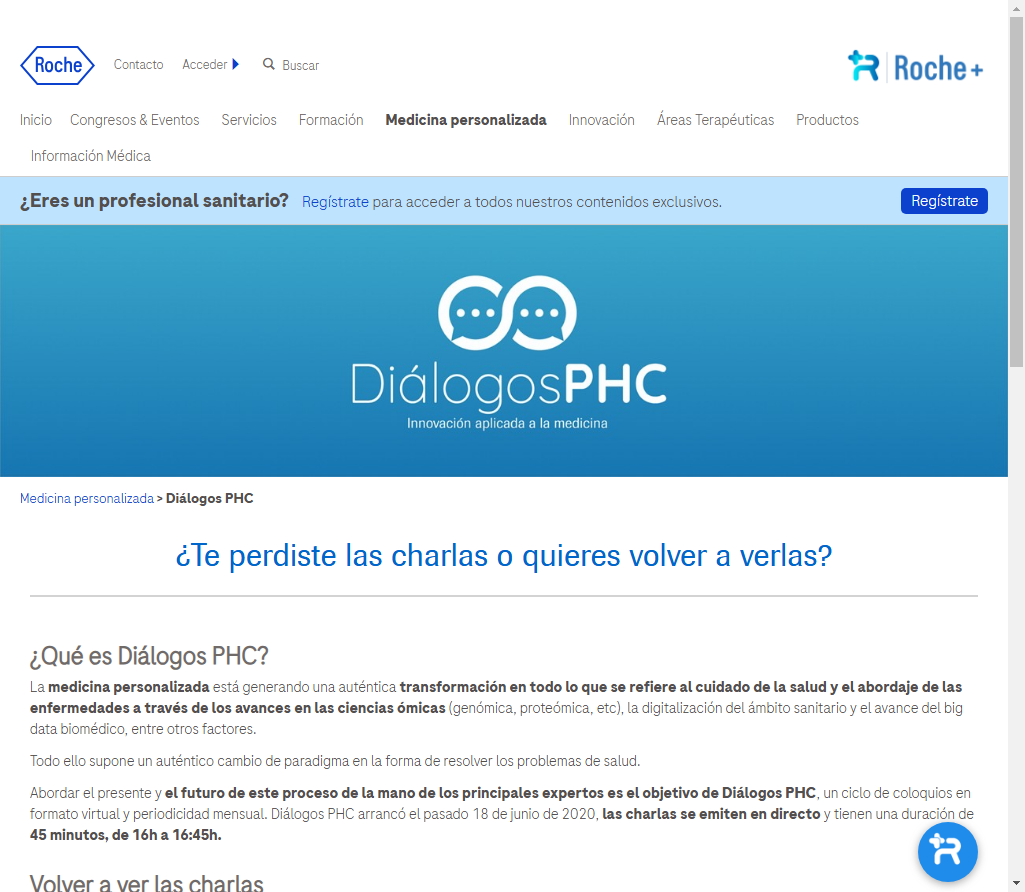 Roche
Contacto
Acceder
Buscar
Roche+
Inicio
Congresos & Eventos
Servicios
Formación
Medicina personalizada
Innovación
Áreas Terapéuticas
Productos
Información Médica
¿Eres un profesional sanitario?
Regístrate para acceder a todos nuestros contenidos exclusivos.
Regístrate
DiálogosPHC
Innovación aplicada a la medicina
Medicina personalizada > Diálogos PHC
¿Te perdiste las charlas o quieres volver a verlas?
¿Qué es Diálogos PHC?
La medicina personalizada está generando una auténtica transformación en todo lo que se refiere al cuidado de la salud y el abordaje de las
enfermedades a través de los avances en las ciencias ómicas (genómica, proteómica, etc), la digitalización del ámbito sanitario y el avance del big
data biomédico, entre otros factores.
Todo ello supone un auténtico cambio de paradigma en la forma de resolver los problemas de salud.
Abordar el presente y el futuro de este proceso de la mano de los principales expertos es el objetivo de Diálogos PHC, un ciclo de coloquios en
formato virtual y periodicidad mensual. Diálogos PHC arrancó el pasado 18 de junio de 2020, las charlas se emiten en directo y tienen una duración de
45 minutos, de 16h a 16:45h.
Volver a ver las charlas